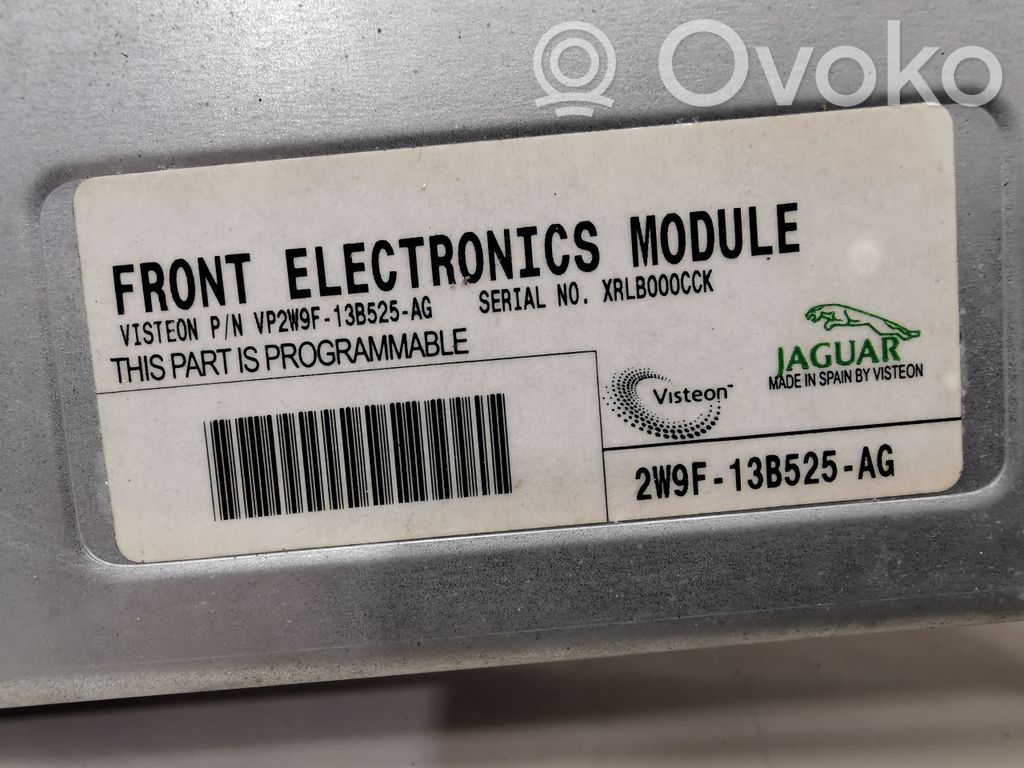 Ovoko
FRONT ELECTRONICS MODULE
VISTEON P/N VP2W9F-13B525-AG SERIAL NO. XRLB000CCK
THIS PART IS PROGRAMMABLE
Visteon
JAGUAR
MADE IN SPAIN BY VISTEON
2W9F-13B525-AG